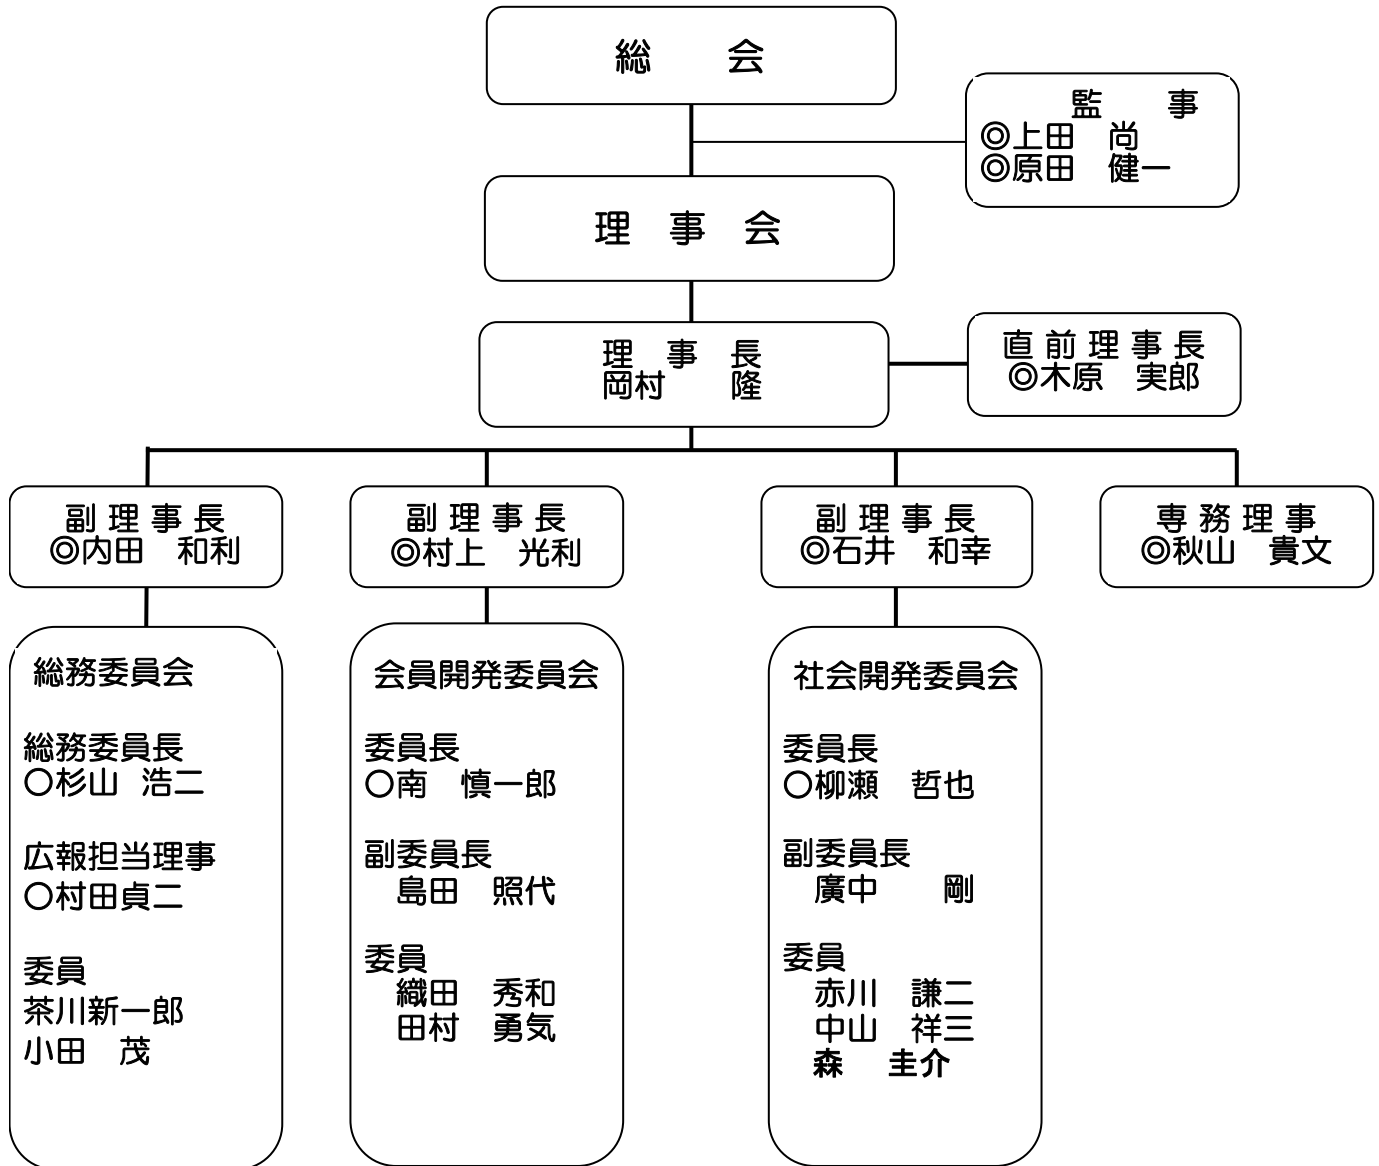 総　　会
監　　事
◎上田　尚
◎原田　健一
理　事　会
理　事　長
岡村　　隆
直 前 理 事 長
◎木原　実郎
副 理 事 長
◎内田　和利
副 理 事 長
◎村上　光利
副 理 事 長
◎石井　和幸
専 務 理 事
◎秋山　貴文
総務委員会
総務委員長
〇杉山　浩二
広報担当理事
〇村田貞二
委員
茶川新一郎
小田　茂
会員開発委員会
委員長
〇南　慎一郎
副委員長
島田　照代
委員
織田　秀和
田村　勇気
社会開発委員会
委員長
〇柳瀬　哲也
副委員長
廣中　　剛
委員
赤川　謙二
中山　祥三
森　圭介